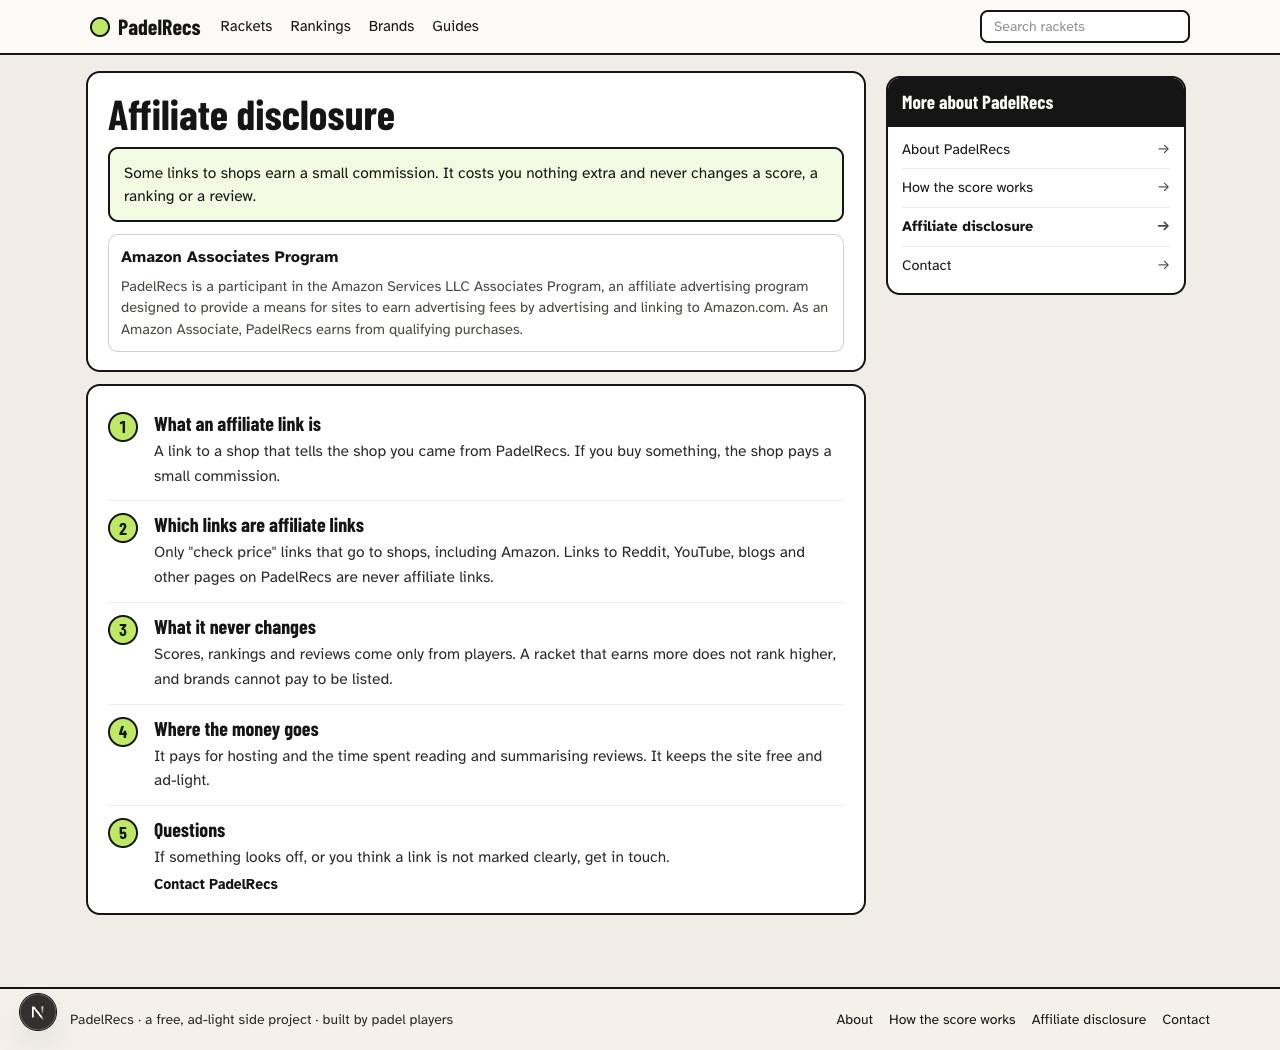 PadelRecs
Rackets
Rankings
Brands
Guides
Search rackets
Affiliate disclosure
Some links to shops earn a small commission. It costs you nothing extra and never changes a score, a
ranking or a review.
Amazon Associates Program
PadelRecs is a participant in the Amazon Services LLC Associates Program, an affiliate advertising program
designed to provide a means for sites to earn advertising fees by advertising and linking to Amazon.com. As an
Amazon Associate, PadelRecs earns from qualifying purchases.
1
What an affiliate link is
A link to a shop that tells the shop you came from PadelRecs. If you buy something, the shop pays a
small commission.
2
Which links are affiliate links
Only "check price" links that go to shops, including Amazon. Links to Reddit, YouTube, blogs and
other pages on PadelRecs are never affiliate links.
3
What it never changes
Scores, rankings and reviews come only from players. A racket that earns more does not rank higher,
and brands cannot pay to be listed.
4
Where the money goes
It pays for hosting and the time spent reading and summarising reviews. It keeps the site free and
ad-light.
5
Questions
If something looks off, or you think a link is not marked clearly, get in touch.
Contact PadelRecs
More about PadelRecs
About PadelRecs →
How the score works →
Affiliate disclosure →
Contact →
N
PadelRecs · a free, ad-light side project · built by padel players
About
How the score works
Affiliate disclosure
Contact